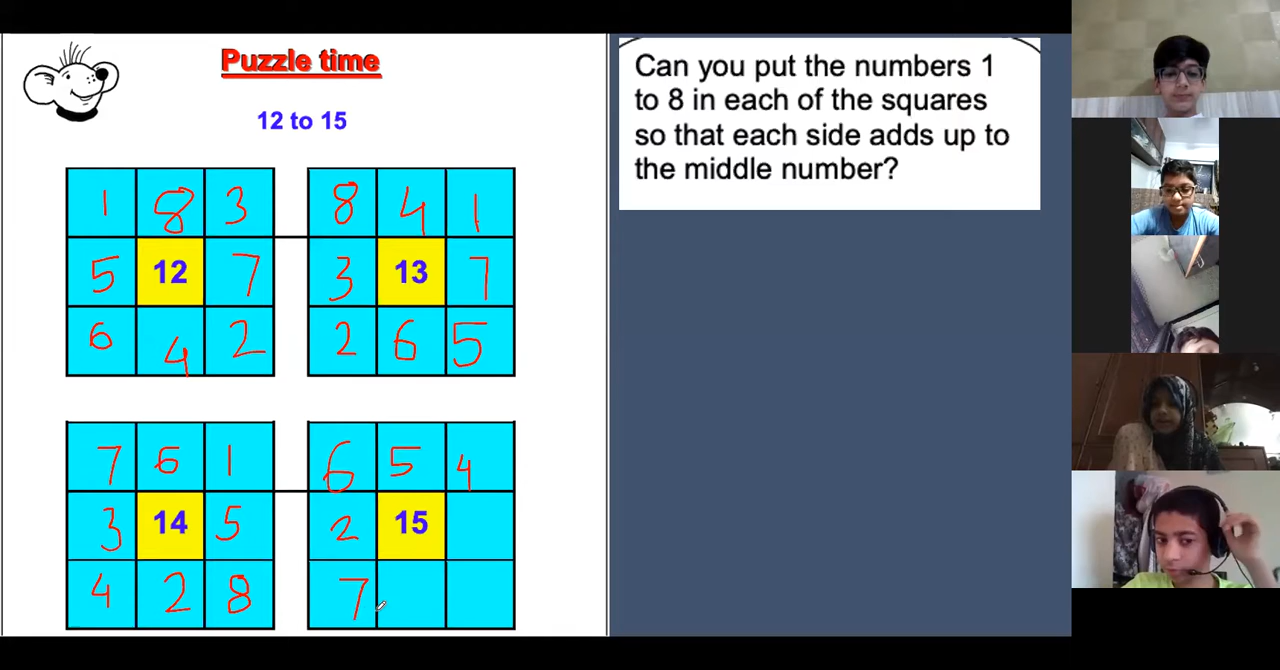 Puzzle time
12 to 15
Can you put the numbers 1
to 8 in each of the squares
so that each side adds up to
the middle number?
1 8 3 8 4 1
5 12 7 3 13 7
6 4 2 2 6 5
7 6 1 6 5 4
3 14 5 2 15
4 2 8 7